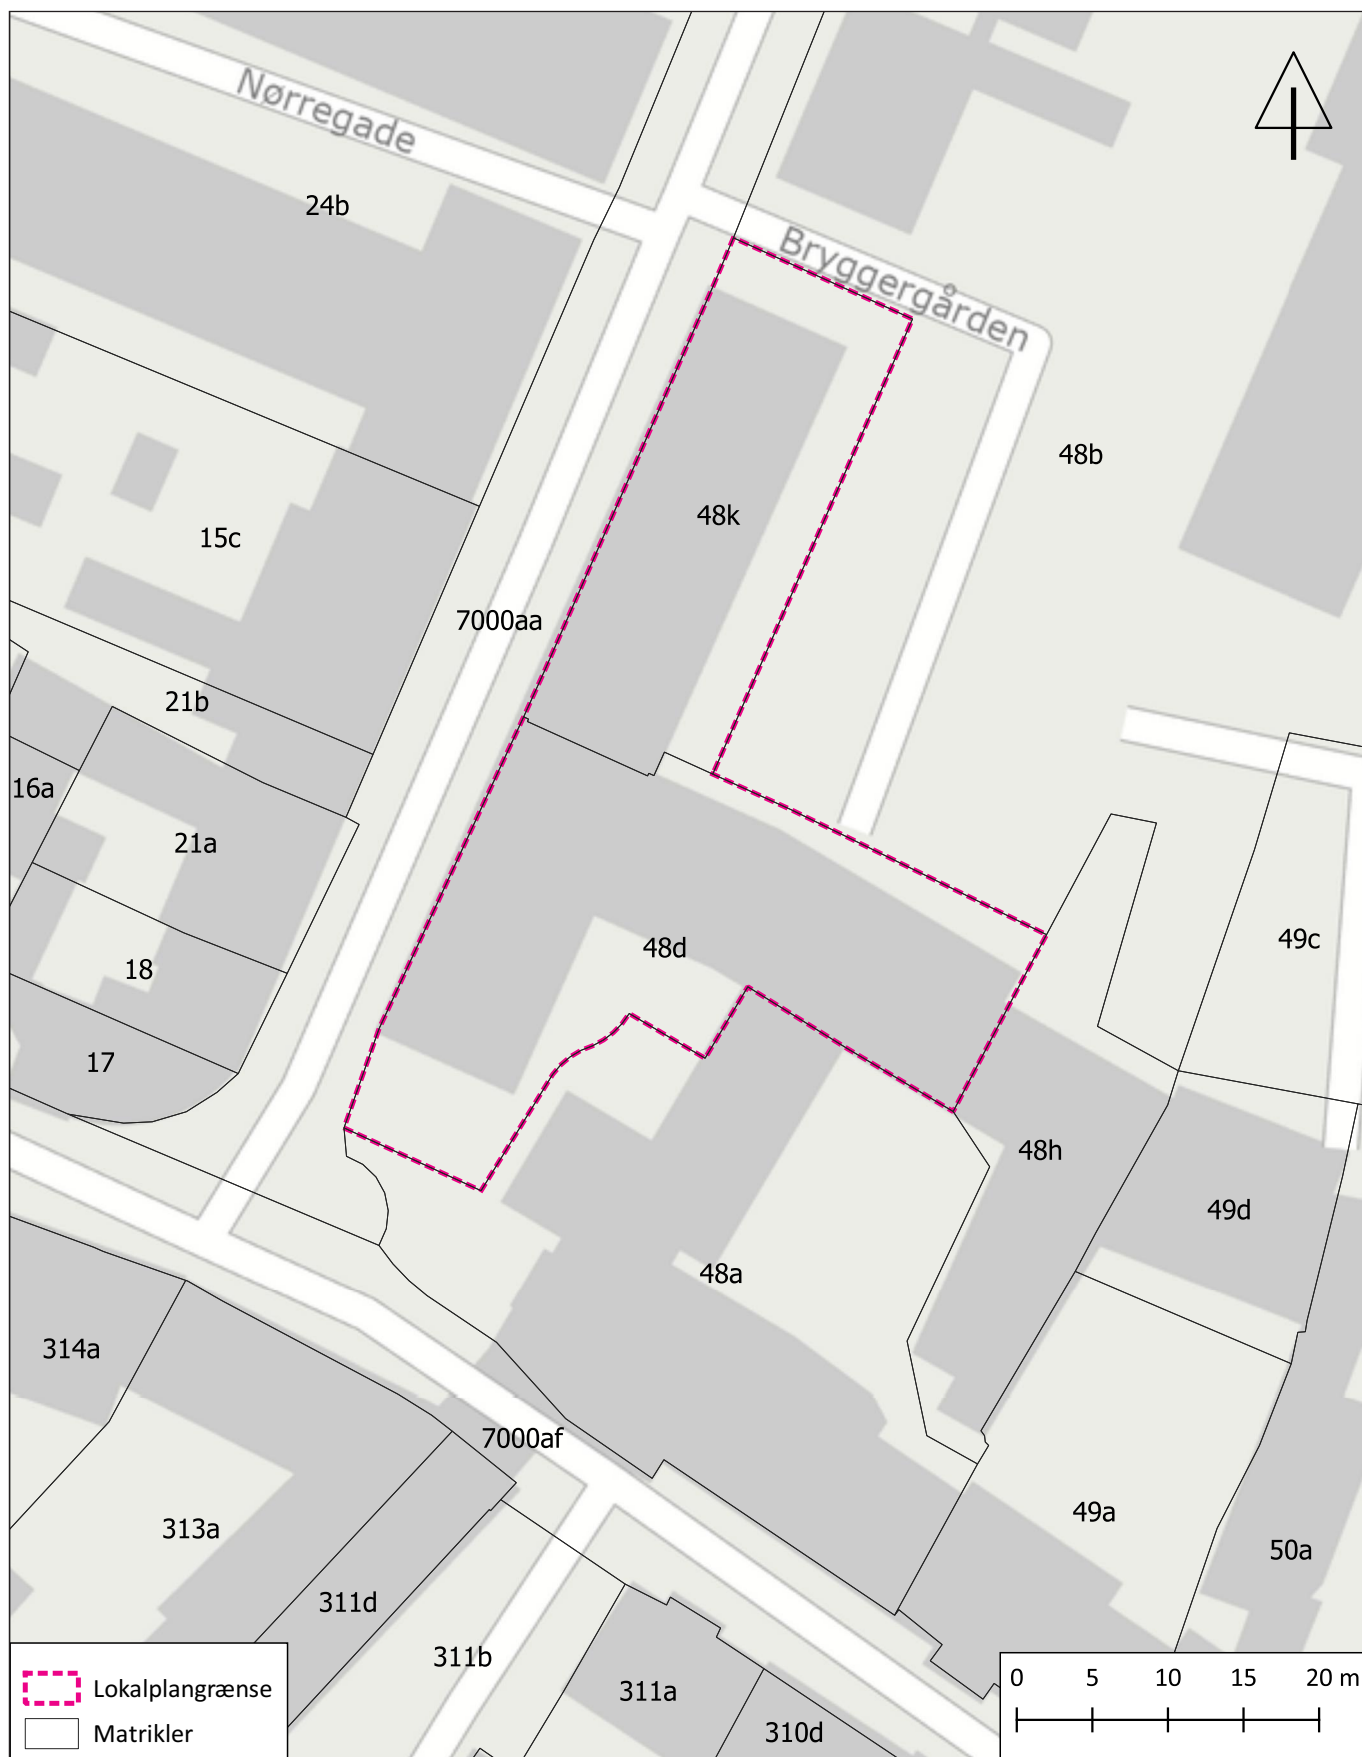 Nørregade
24b
Bryggergården
48b
48k
15c
7000aa
21b
16a
21a
48d
49c
18
17
48h
49d
48a
314a
7000af
49a
313a
50a
311d
311b
311a
310d
Lokalplangrænse
Matrikler
0 5 10 15 20 m